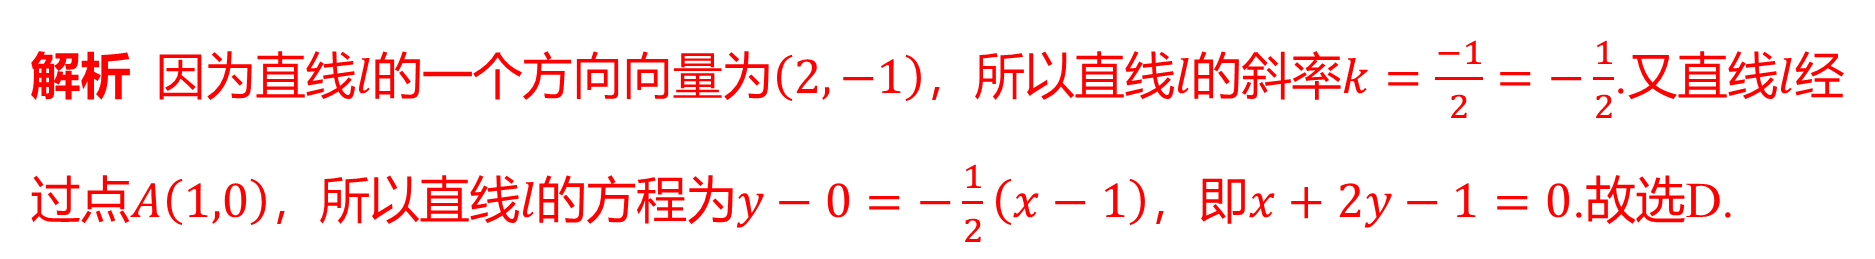 解析 因为直线l的一个方向向量为(2,−1)，所以直线l的斜率k = \frac{−1}{2} = −\frac{1}{2}.又直线l经
过点A(1,0)，所以直线l的方程为y − 0 = −\frac{1}{2}(x − 1)，即x + 2y − 1 = 0.故选D.